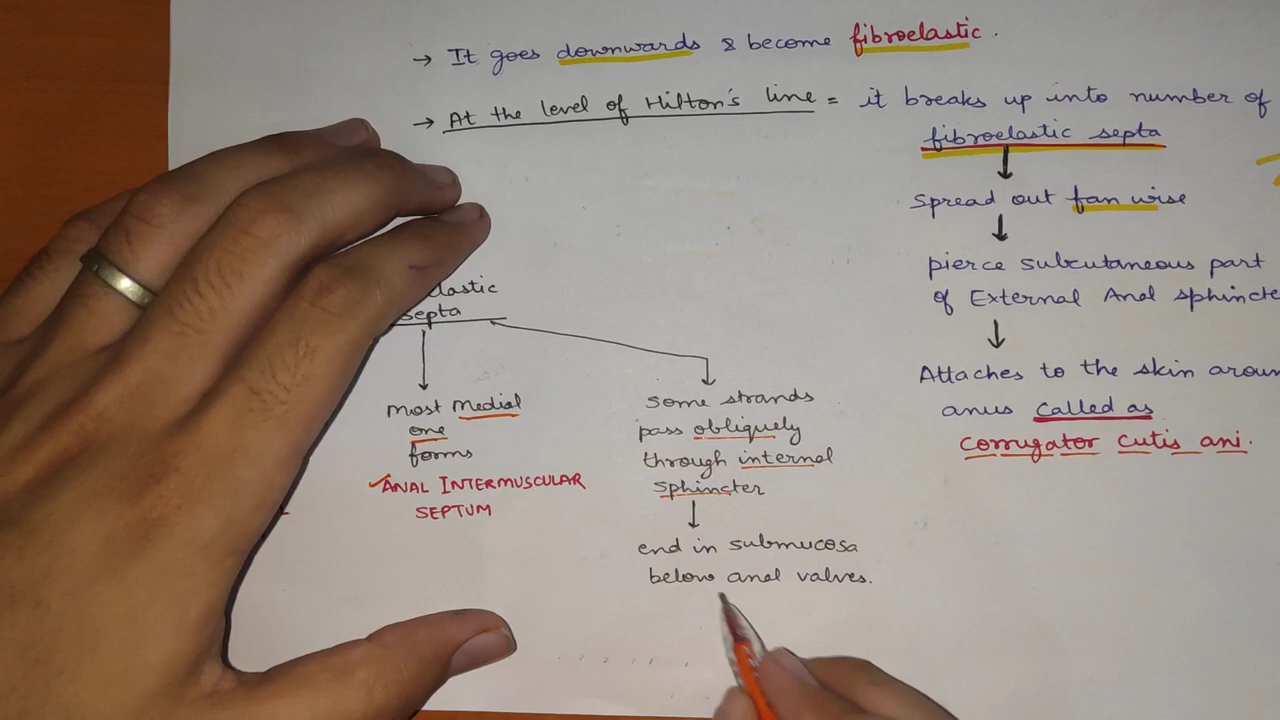 → It goes downwards & become fibroelastic.
→ At the level of Hilton's line = it breaks up into number of
fibroelastic septa
↓
Spread out fan wise
↓
pierce subcutaneous part
of External Anal sphincte
↓
Attaches to the skin aroun
anus called as
corrugator cutis ani.
lastic
septa
most medial
one
forms
ANAL INTERMUSCULAR
SEPTUM
Some strands
pass obliquely
through internal
sphincter
↓
end in submucosa
below anal valves.